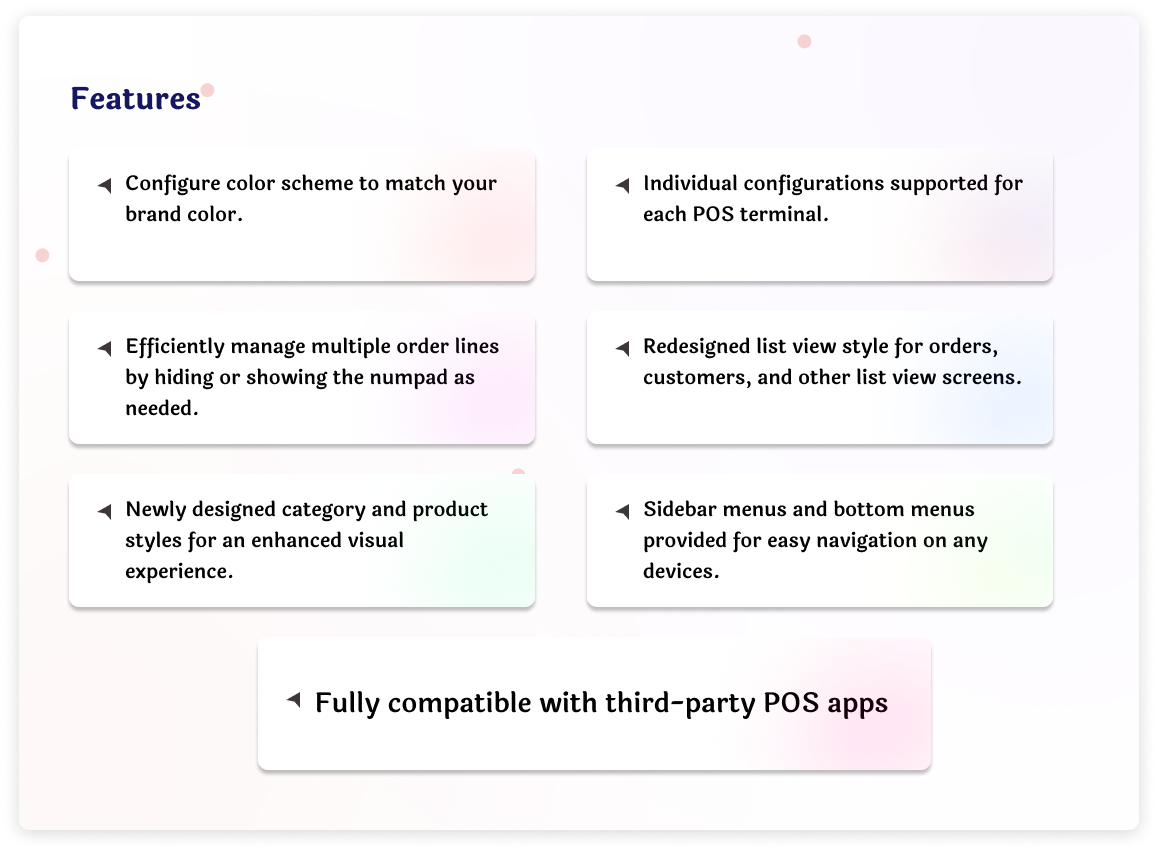 Features
Configure color scheme to match your
brand color.
Individual configurations supported for
each POS terminal.
Efficiently manage multiple order lines
by hiding or showing the numpad as
needed.
Redesigned list view style for orders,
customers, and other list view screens.
Newly designed category and product
styles for an enhanced visual
experience.
Sidebar menus and bottom menus
provided for easy navigation on any
devices.
Fully compatible with third-party POS apps